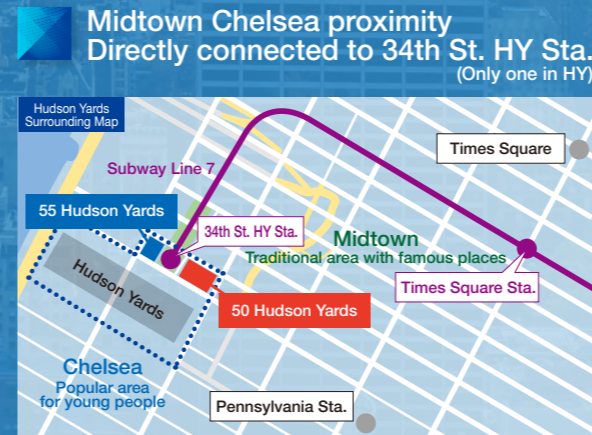 Midtown Chelsea proximity
Directly connected to 34th St. HY Sta.
(Only one in HY)
Hudson Yards
Surrounding Map
Times Square
Subway Line 7
55 Hudson Yards
34th St. HY Sta.
Midtown
Traditional area with famous places
Times Square Sta.
Hudson Yards
50 Hudson Yards
Chelsea
Popular area
for young people
Pennsylvania Sta.